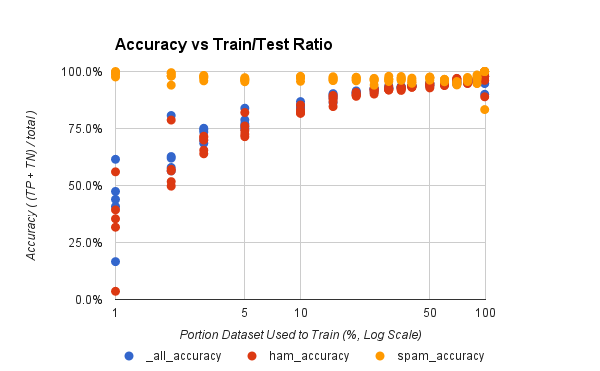 Accuracy vs Train/Test Ratio
100.0%
75.0%
50.0%
25.0%
0.0%
Accuracy ( (TP + TN) / total )
1
5
10
50
100
Portion Dataset Used to Train (%, Log Scale)
_all_accuracy
ham_accuracy
spam_accuracy